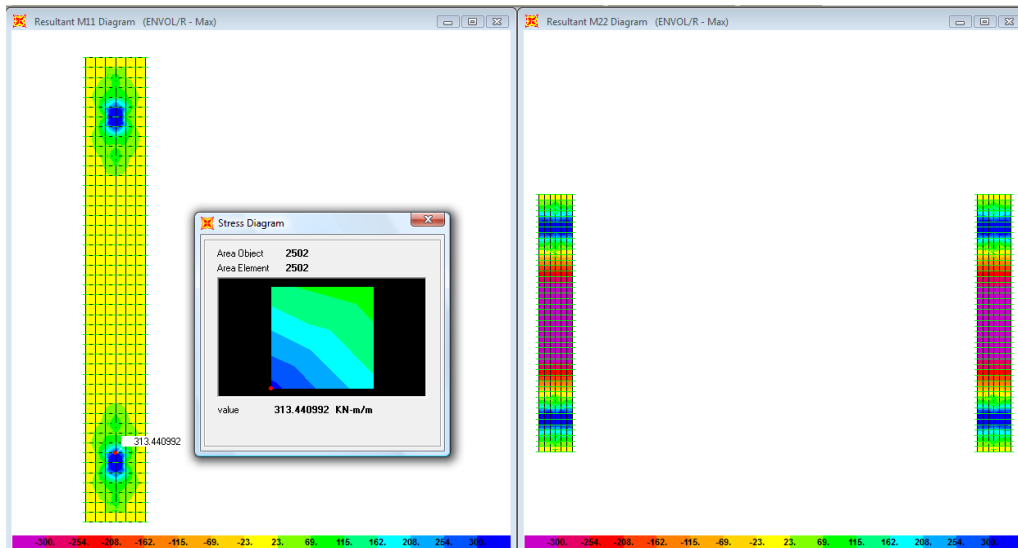 Resultant M11 Diagram (ENVOL/R - Max)
Resultant M22 Diagram (ENVOL/R - Max)
Stress Diagram
Area Object 2502
Area Element 2502
value 313.440992 KN-m/m
313.440992
-300. -254. -208. -162. -115. -69. -23. 23. 69. 115. 162. 208. 254. 300.
-300. -254. -208. -162. -115. -69. -23. 23. 69. 115. 162. 208. 254. 300.